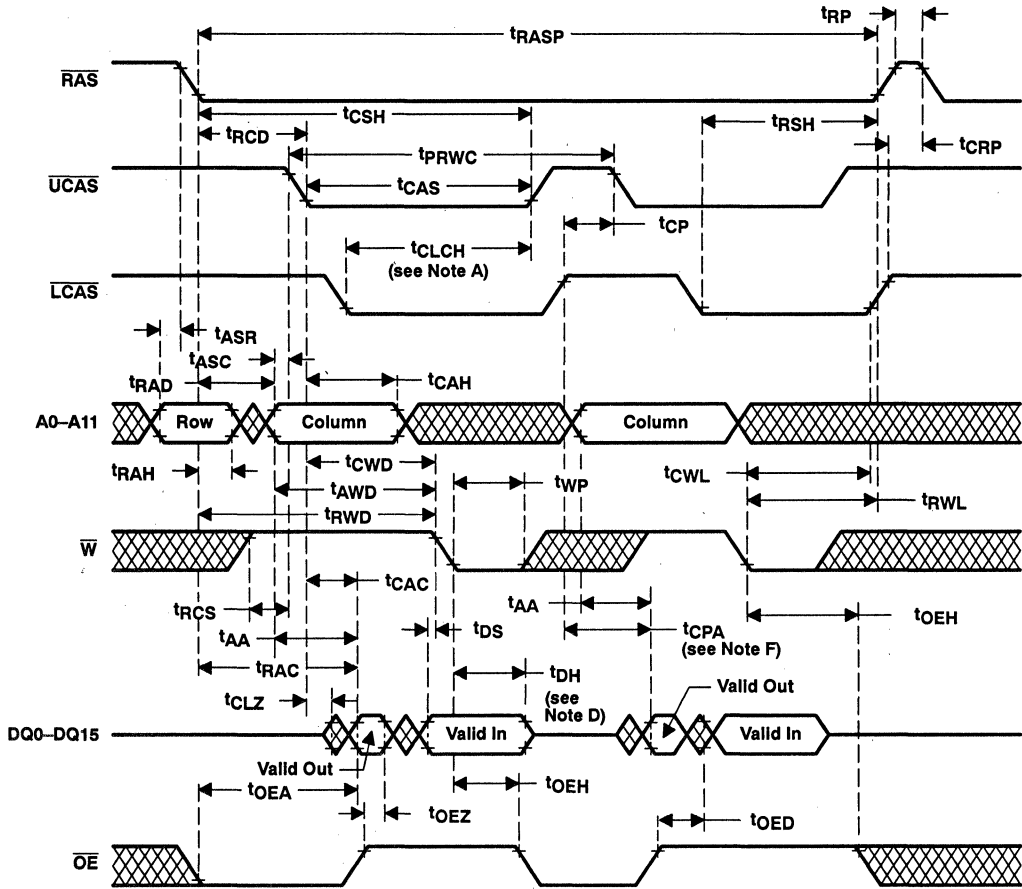 tRP
tRASP
RAS
tCSH
tRSH
tRCD
tCRP
tPRWC
UCAS
tCAS
tCP
tCLCH
(see Note A)
LCAS
tASR
tASC
tRAD
tCAH
A0–A11
Row
Column
Column
tRAH
tCWD
tCWL
tWP
tAWD
tRWL
tRWD
W
tCAC
tAA
tRCS
tOEH
tDS
tCPA
tAA
(see Note F)
tRAC
tDH
(see
Note D)
Valid Out
tCLZ
DQ0–DQ15
Valid In
Valid In
Valid Out
tOEH
tOEA
tOEZ
tOED
OE